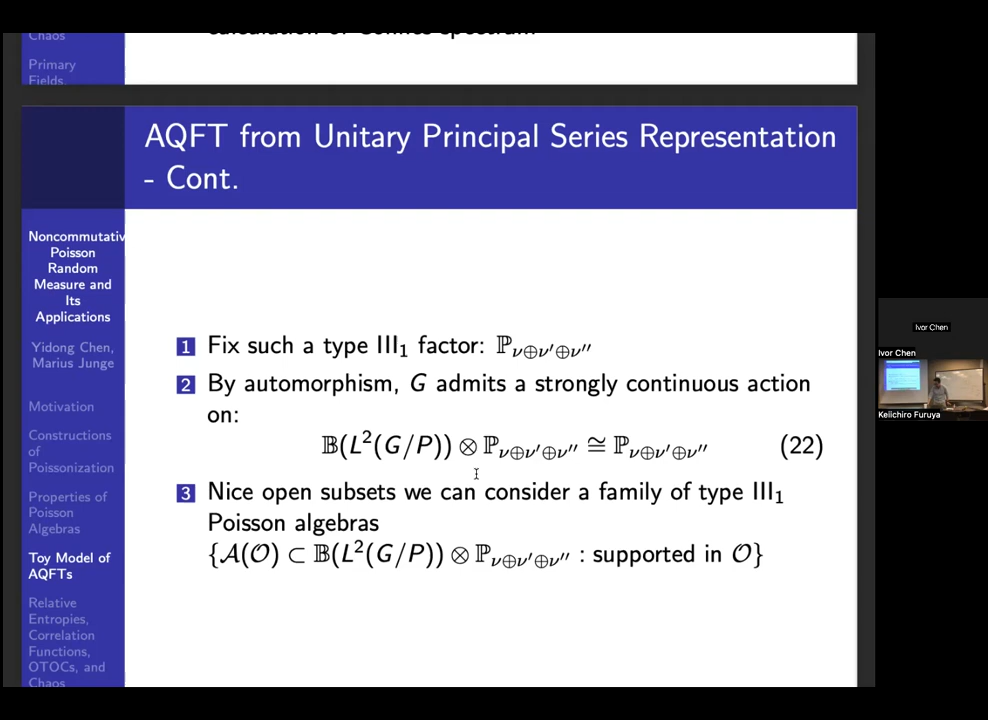 Chaos
Primary
Fields,
calculation of Connes spectrum
AQFT from Unitary Principal Series Representation
- Cont.
Noncommutativ
Poisson
Random
Measure and
Its
Applications
Yidong Chen,
Marius Junge
Motivation
Constructions
of
Poissonization
Properties of
Poisson
Algebras
Toy Model of
AQFTs
Relative
Entropies,
Correlation
Functions,
OTOCs, and
Chaos
1 Fix such a type III₁ factor: ℙ_{ν⊕ν′⊕ν″}
2 By automorphism, G admits a strongly continuous action
on:
𝔹(L²(G/P)) ⊗ ℙ_{ν⊕ν′⊕ν″} ≅ ℙ_{ν⊕ν′⊕ν″} (22)
3 Nice open subsets we can consider a family of type III₁
Poisson algebras
{𝒜(𝒪) ⊂ 𝔹(L²(G/P)) ⊗ ℙ_{ν⊕ν′⊕ν″} : supported in 𝒪}
Ivor Chen
Ivor Chen
Keiichiro Furuya